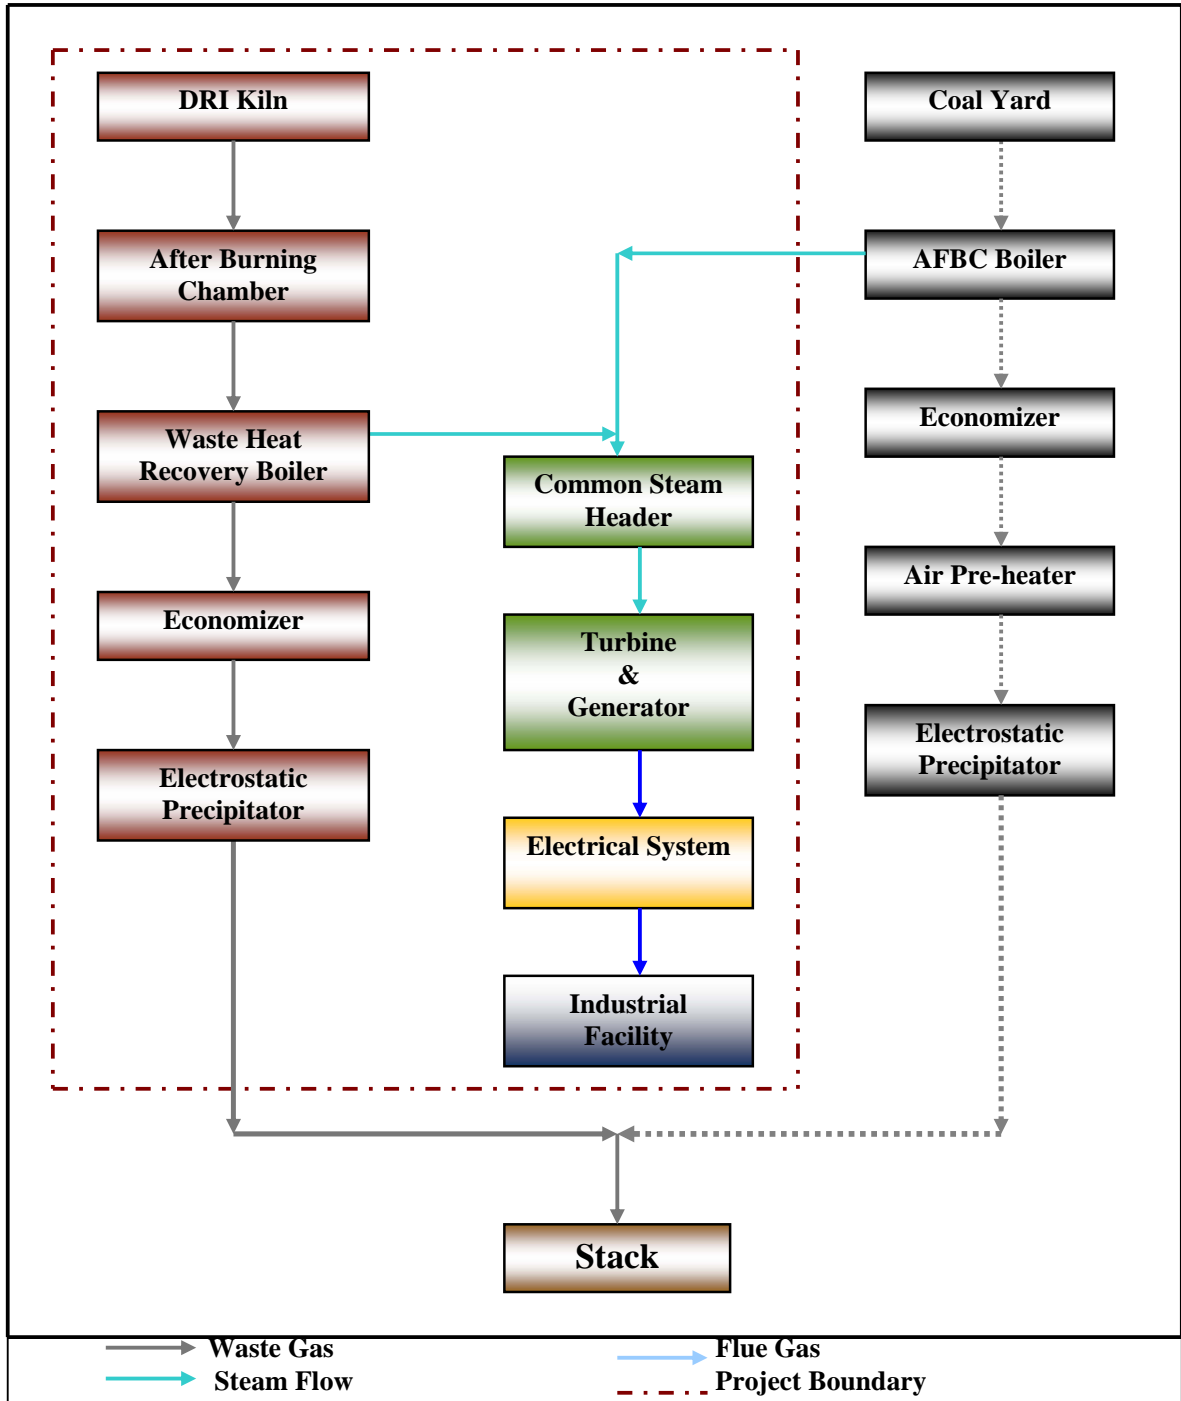 DRI Kiln
After Burning
Chamber
Waste Heat
Recovery Boiler
Economizer
Electrostatic
Precipitator
Common Steam
Header
Turbine
&
Generator
Electrical System
Industrial
Facility
Coal Yard
AFBC Boiler
Economizer
Air Pre-heater
Electrostatic
Precipitator
Stack
Waste Gas
Steam Flow
Flue Gas
Project Boundary